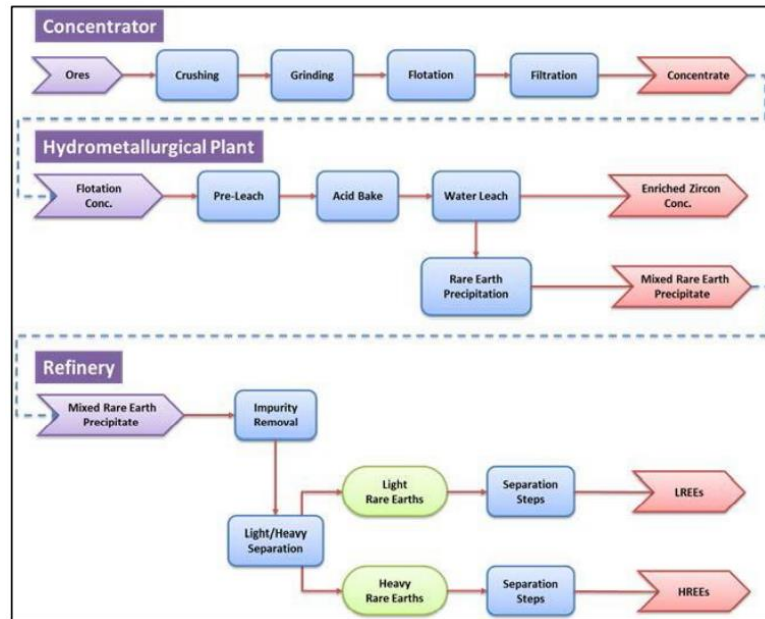 Concentrator
Ores
Crushing
Grinding
Flotation
Filtration
Concentrate
Hydrometallurgical Plant
Flotation
Conc.
Pre-Leach
Acid Bake
Water Leach
Enriched Zircon
Conc.
Rare Earth
Precipitation
Mixed Rare Earth
Precipitate
Refinery
Mixed Rare Earth
Precipitate
Impurity
Removal
Light/Heavy
Separation
Light
Rare Earths
Separation
Steps
LREEs
Heavy
Rare Earths
Separation
Steps
HREEs